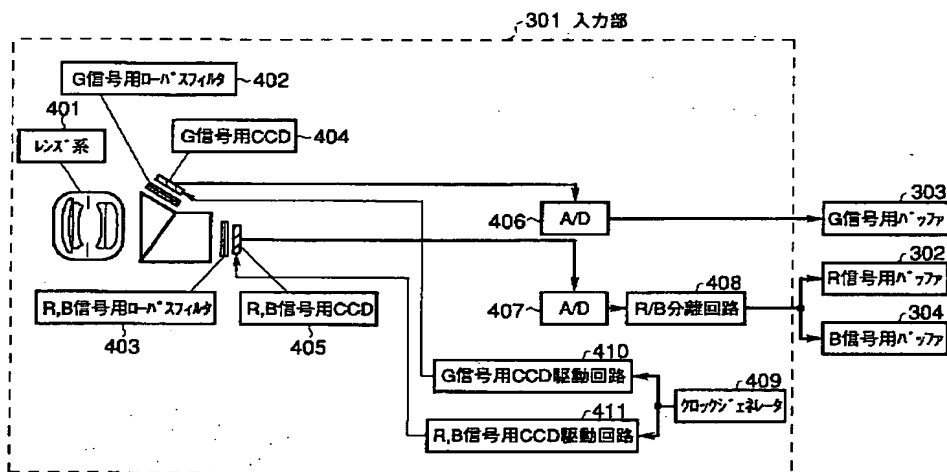 301 入力部
G信号用ローパスフィルタ
402
401
レンズ系
G信号用CCD
404
406
A/D
303
G信号用バッファ
302
R信号用バッファ
408
R/B分離回路
407
A/D
304
B信号用バッファ
R,B信号用ローパスフィルタ
403
R,B信号用CCD
405
410
G信号用CCD駆動回路
409
クロックジェネレータ
411
R,B信号用CCD駆動回路